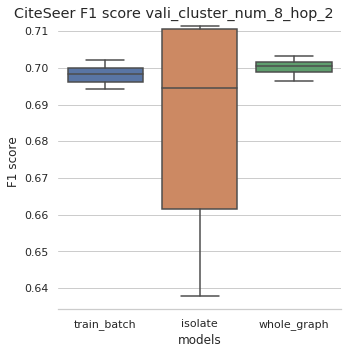 CiteSeer F1 score vali_cluster_num_8_hop_2
0.71
0.70
0.69
0.68
0.67
0.66
0.65
0.64
F1 score
train_batch isolate whole_graph
models